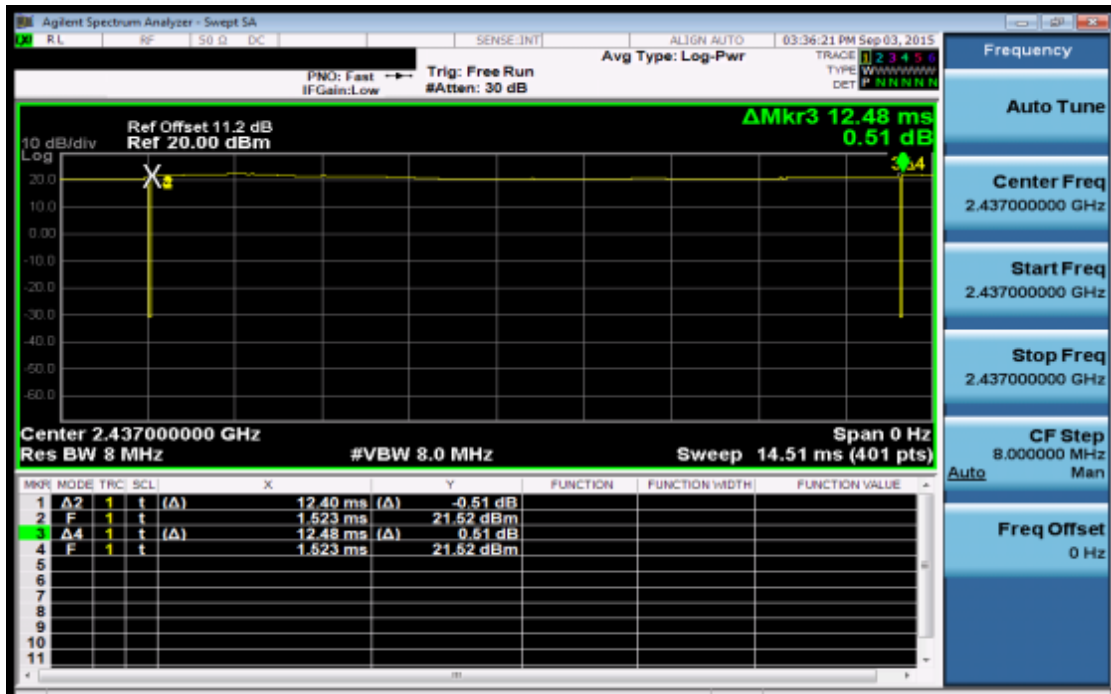 Agilent Spectrum Analyzer - Swept SA
RL RF 50 Ω DC SENSE:INT ALIGN AUTO 03:36:21 PM Sep 03, 2015
Frequency
Avg Type: Log-Pwr TRACE 1 2 3 4 5 6
PNO: Fast Trig: Free Run TYPE
IFGain:Low #Atten: 30 dB DET P N N N N N
Auto Tune
ΔMkr3 12.48 ms
Ref Offset 11.2 dB
0.51 dB
10 dB/div Ref 20.00 dBm
Log
3Δ4
20.0
10.0
0.00
-10.0
-20.0
-30.0
-40.0
-50.0
-60.0
Center Freq
2.437000000 GHz
Start Freq
2.437000000 GHz
Stop Freq
2.437000000 GHz
Center 2.437000000 GHz Span 0 Hz
Res BW 8 MHz #VBW 8.0 MHz Sweep 14.51 ms (401 pts)
CF Step
8.000000 MHz
Auto Man
MKR MODE TRC SCL X Y FUNCTION FUNCTION WIDTH FUNCTION VALUE
1 Δ2 1 t (Δ) 12.40 ms (Δ) -0.51 dB
2 F 1 t 1.523 ms 21.52 dBm
3 Δ4 1 t (Δ) 12.48 ms (Δ) 0.51 dB
4 F 1 t 1.523 ms 21.52 dBm
5
6
7
8
9
10
11
Freq Offset
0 Hz